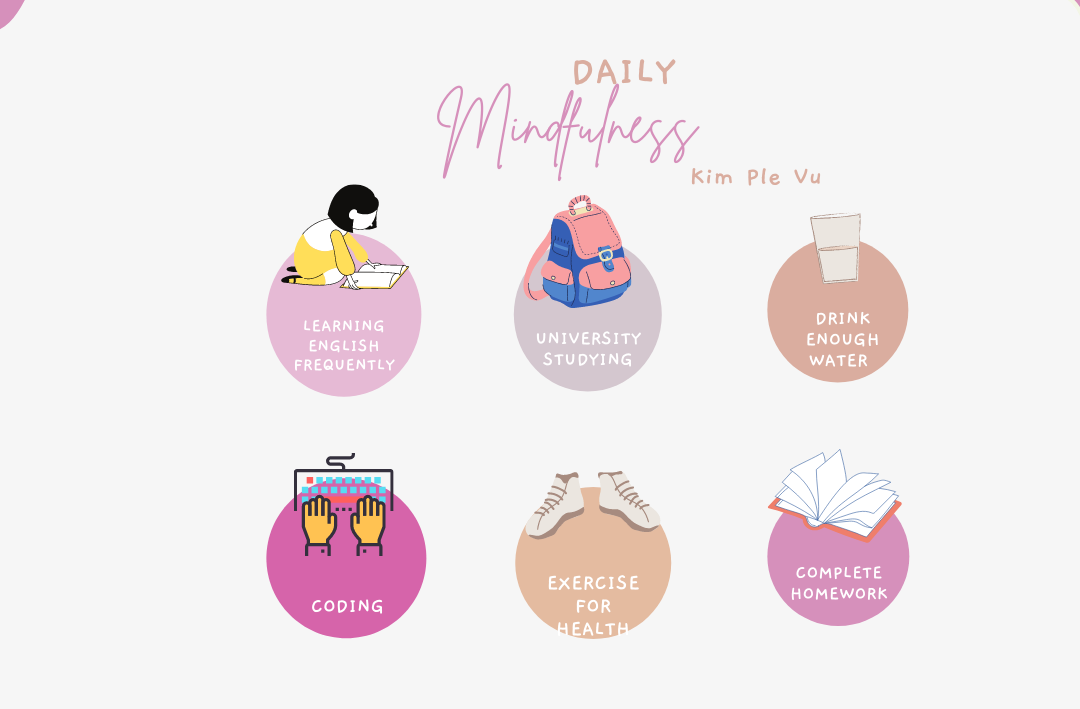 DAILY
Mindfulness
Kim Ple Vu
LEARNING
ENGLISH
FREQUENTLY
UNIVERSITY
STUDYING
DRINK
ENOUGH
WATER
CODING
EXERCISE
FOR
HEALTH
COMPLETE
HOMEWORK